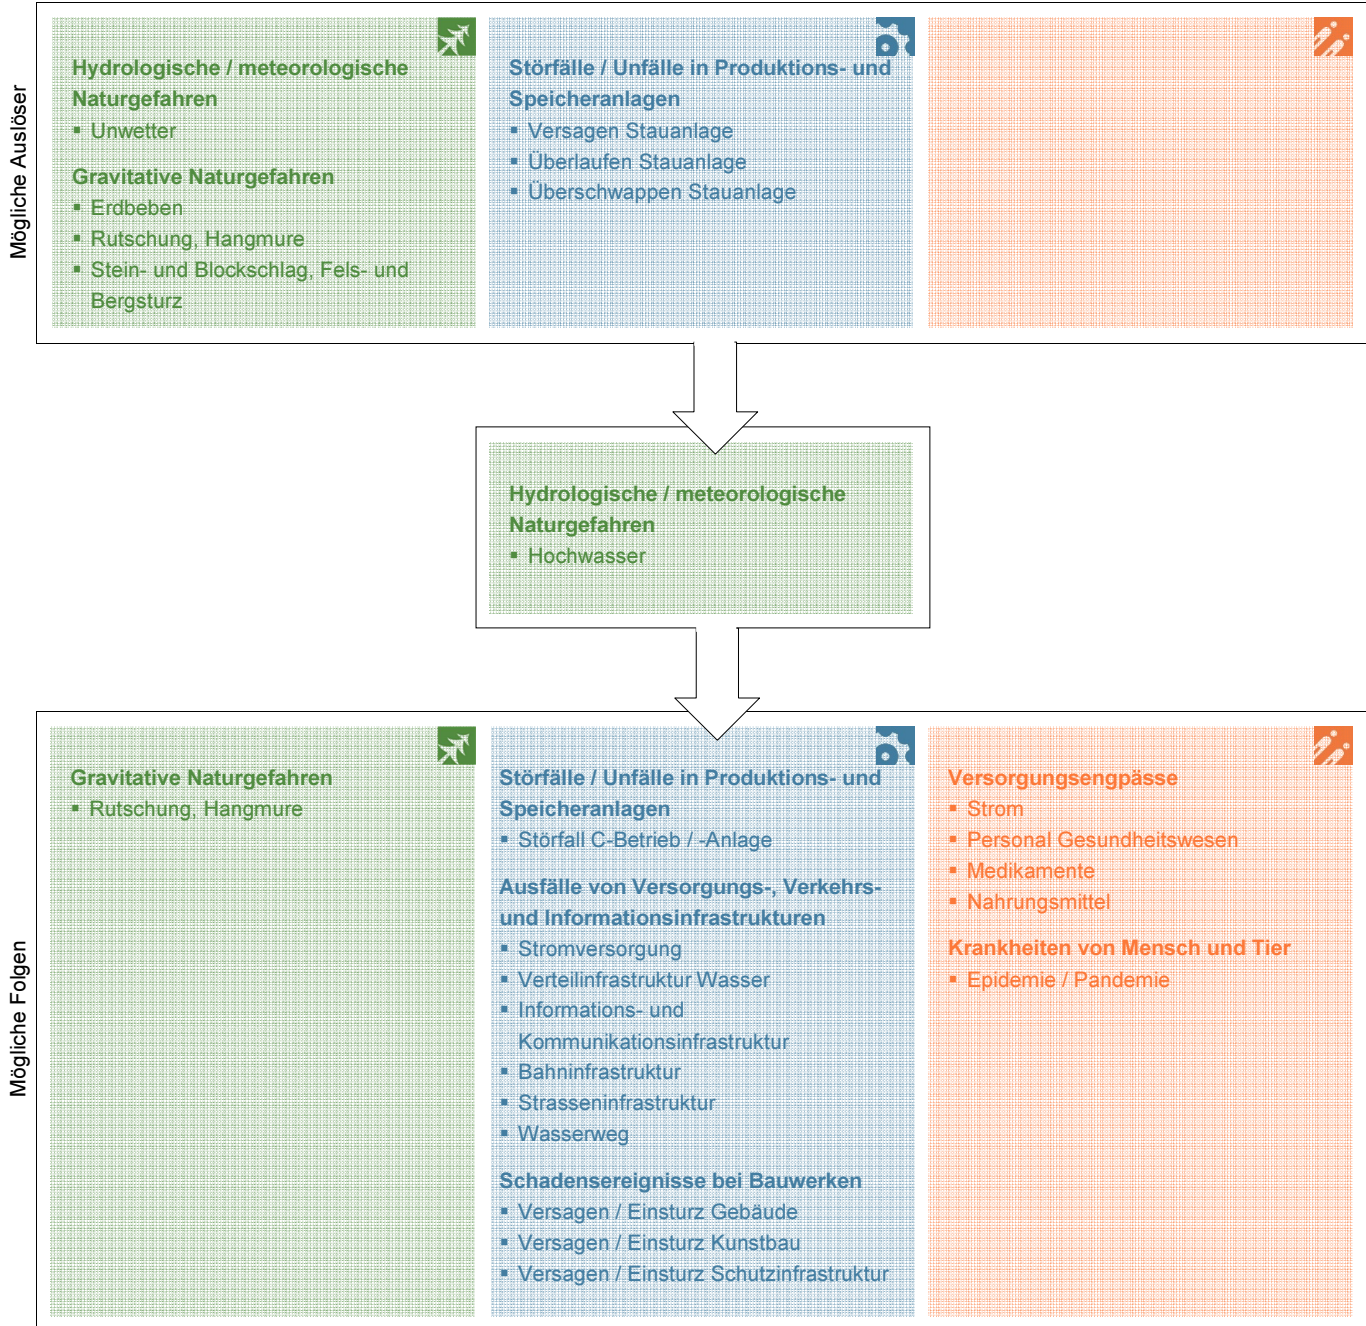 Mögliche Auslöser
Hydrologische / meteorologische
Naturgefahren
▪ Unwetter
Gravitative Naturgefahren
▪ Erdbeben
▪ Rutschung, Hangmure
▪ Stein- und Blockschlag, Fels- und
Bergsturz
Störfälle / Unfälle in Produktions- und
Speicheranlagen
▪ Versagen Stauanlage
▪ Überlaufen Stauanlage
▪ Überschwappen Stauanlage
Hydrologische / meteorologische
Naturgefahren
▪ Hochwasser
Mögliche Folgen
Gravitative Naturgefahren
▪ Rutschung, Hangmure
Störfälle / Unfälle in Produktions- und
Speicheranlagen
▪ Störfall C-Betrieb / -Anlage
Ausfälle von Versorgungs-, Verkehrs-
und Informationsinfrastrukturen
▪ Stromversorgung
▪ Verteilinfrastruktur Wasser
▪ Informations- und
Kommunikationsinfrastruktur
▪ Bahninfrastruktur
▪ Strasseninfrastruktur
▪ Wasserweg
Schadensereignisse bei Bauwerken
▪ Versagen / Einsturz Gebäude
▪ Versagen / Einsturz Kunstbau
▪ Versagen / Einsturz Schutzinfrastruktur
Versorgungsengpässe
▪ Strom
▪ Personal Gesundheitswesen
▪ Medikamente
▪ Nahrungsmittel
Krankheiten von Mensch und Tier
▪ Epidemie / Pandemie